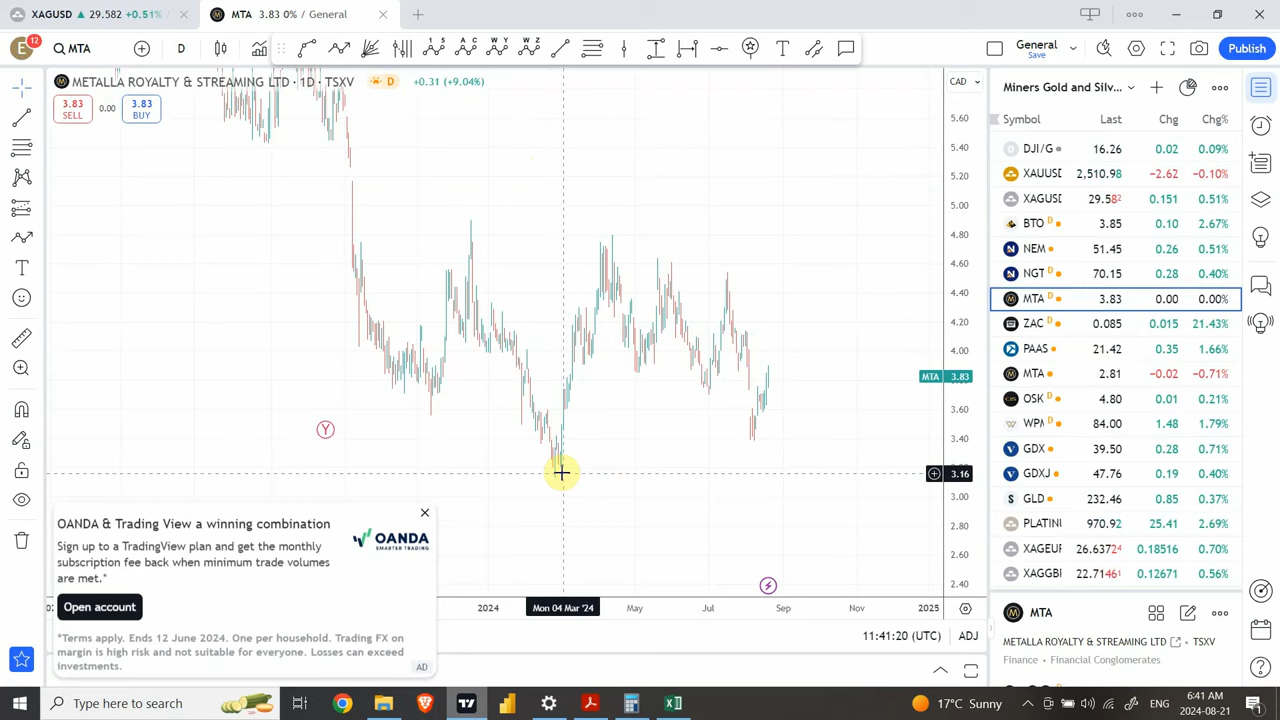 XAGUSD ▲ 29.582 +0.51%
MTA 3.83 0% / General
E 12
MTA
D
General
Save
Publish
METALLA ROYALTY & STREAMING LTD · 1D · TSXV D +0.31 (+9.04%)
3.83 SELL
0.00
3.83 BUY
CAD
5.60
5.40
5.20
5.00
4.80
4.60
4.40
4.20
4.00
MTA 3.83
3.60
3.40
3.16
3.00
2.80
2.60
2.40
Y
2024
Mon 04 Mar '24
May
Jul
Sep
Nov
2025
11:41:20 (UTC)
ADJ
OANDA & Trading View a winning combination
Sign up to a TradingView plan and get the monthly
subscription fee back when minimum trade volumes
are met.*
OANDA
SMARTER TRADING
Open account
*Terms apply. Ends 12 June 2024. One per household. Trading FX on
margin is high risk and not suitable for everyone. Losses can exceed
investments.
AD
Miners Gold and Silv...
Symbol Last Chg Chg%
DJI/G 16.26 0.02 0.09%
XAUUSD 2,510.98 −2.62 −0.10%
XAGUSD 29.582 0.151 0.51%
BTO D 3.85 0.10 2.67%
NEM 51.45 0.26 0.51%
NGT D 70.15 0.28 0.40%
MTA D 3.83 0.00 0.00%
ZAC D 0.085 0.015 21.43%
PAAS 21.42 0.35 1.66%
MTA 2.81 −0.02 −0.71%
OSK D 4.80 0.01 0.21%
WPM D 84.00 1.48 1.79%
GDX 39.50 0.28 0.71%
GDXJ 47.76 0.19 0.40%
GLD 232.46 0.85 0.37%
PLATINU 970.92 25.41 2.69%
XAGEUR 26.63724 0.18516 0.70%
XAGGBP 22.71461 0.12671 0.56%
MTA
METALLA ROYALTY & STREAMING LTD • TSXV
Finance • Financial Conglomerates
Type here to search
17°C Sunny
ENG
6:41 AM
2024-08-21